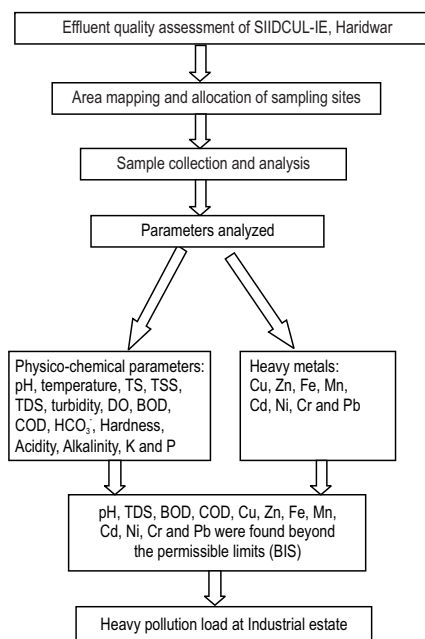 Effluent quality assessment of SIIDCUL-IE, Haridwar
Area mapping and allocation of sampling sites
Sample collection and analysis
Parameters analyzed
Physico-chemical parameters:
pH, temperature, TS, TSS,
TDS, turbidity, DO, BOD,
COD, HCO₃⁻, Hardness,
Acidity, Alkalinity, K and P
Heavy metals:
Cu, Zn, Fe, Mn,
Cd, Ni, Cr and Pb
pH, TDS, BOD, COD, Cu, Zn, Fe, Mn,
Cd, Ni, Cr and Pb were found beyond
the permissible limits (BIS)
Heavy pollution load at Industrial estate